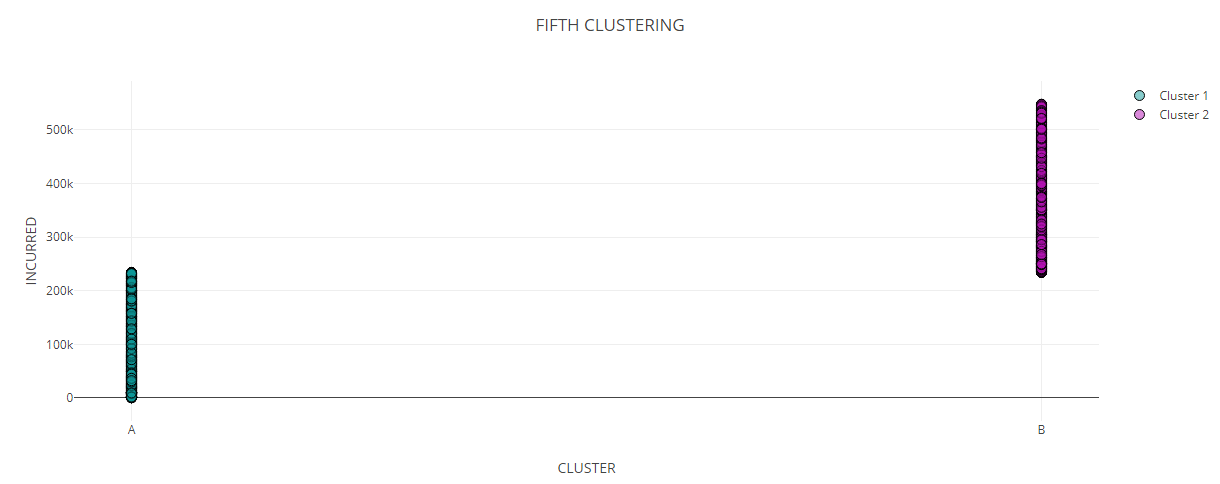 FIFTH CLUSTERING
Cluster 1
Cluster 2
INCURRED
500k
400k
300k
200k
100k
0
A
B
CLUSTER